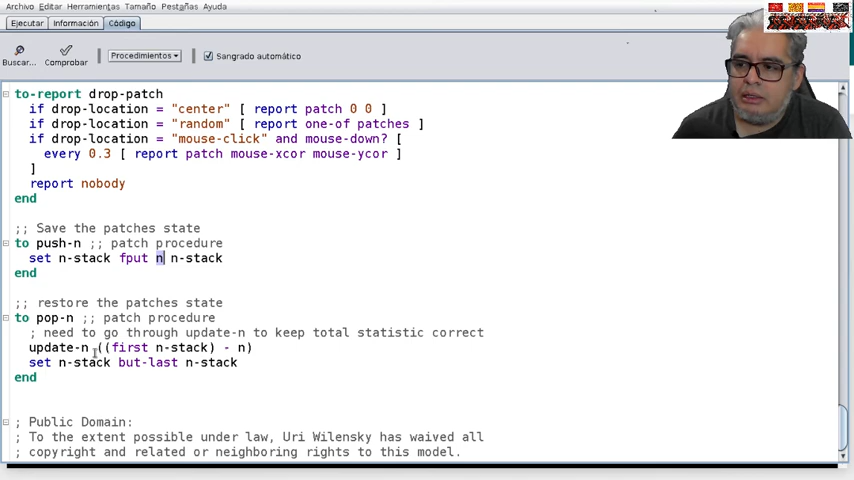 Archivo Editar Herramientas Tamaño Pestañas Ayuda
Ejecutar Información Código
Buscar... Comprobar Procedimientos Sangrado automático
to-report drop-patch
if drop-location = "center" [ report patch 0 0 ]
if drop-location = "random" [ report one-of patches ]
if drop-location = "mouse-click" and mouse-down? [
every 0.3 [ report patch mouse-xcor mouse-ycor ]
]
report nobody
end
;; Save the patches state
to push-n ;; patch procedure
set n-stack fput n n-stack
end
;; restore the patches state
to pop-n ;; patch procedure
; need to go through update-n to keep total statistic correct
update-n ((first n-stack) - n)
set n-stack but-last n-stack
end
; Public Domain:
; To the extent possible under law, Uri Wilensky has waived all
; copyright and related or neighboring rights to this model.